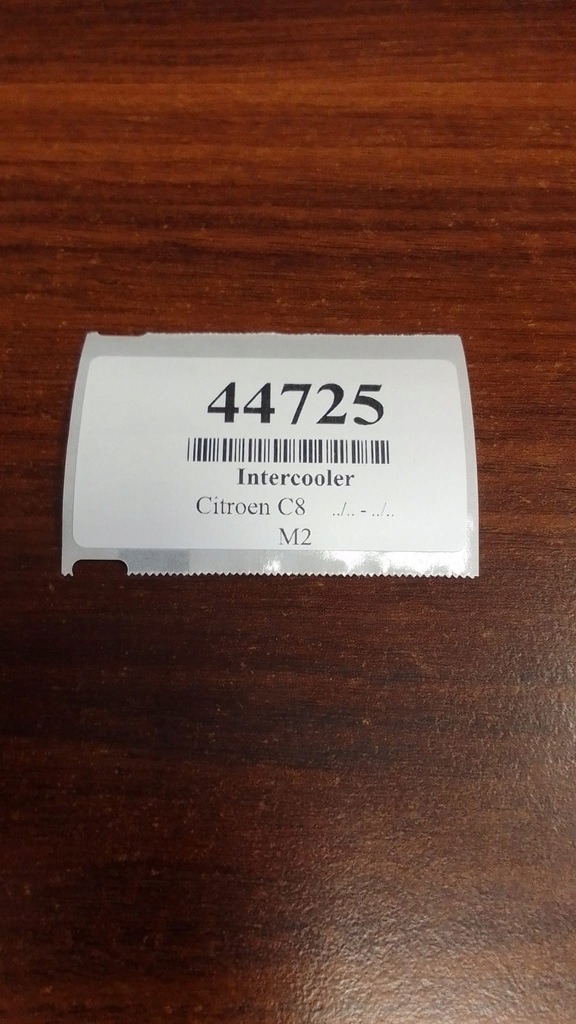 44725
Intercooler
Citroen C8 ../.. - ../..
M2